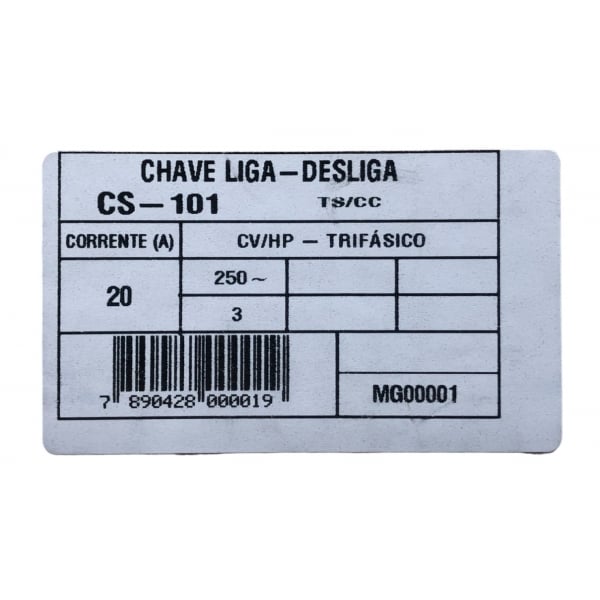 CHAVE LIGA–DESLIGA
CS–101 TS/CC
CORRENTE (A) CV/HP – TRIFÁSICO
20 250~
3
7 890428 000019
MG00001